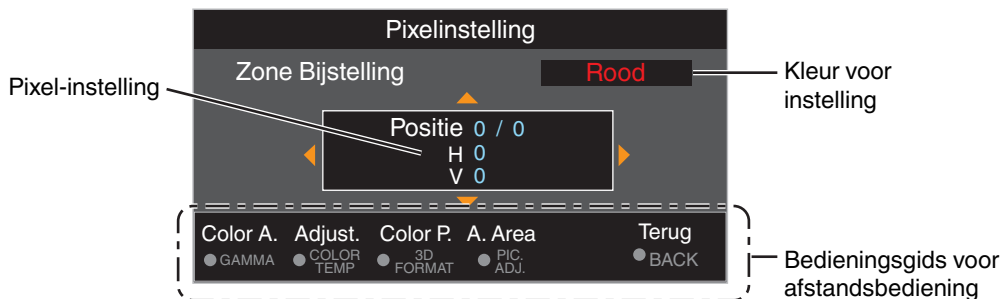 Pixelinstelling
Zone Bijstelling Rood
Pixel-instelling
Kleur voor
instelling
Positie 0 / 0
H 0
V 0
Color A. Adjust. Color P. A. Area Terug
GAMMA COLOR TEMP 3D FORMAT PIC. ADJ. BACK
Bedieningsgids voor
afstandsbediening